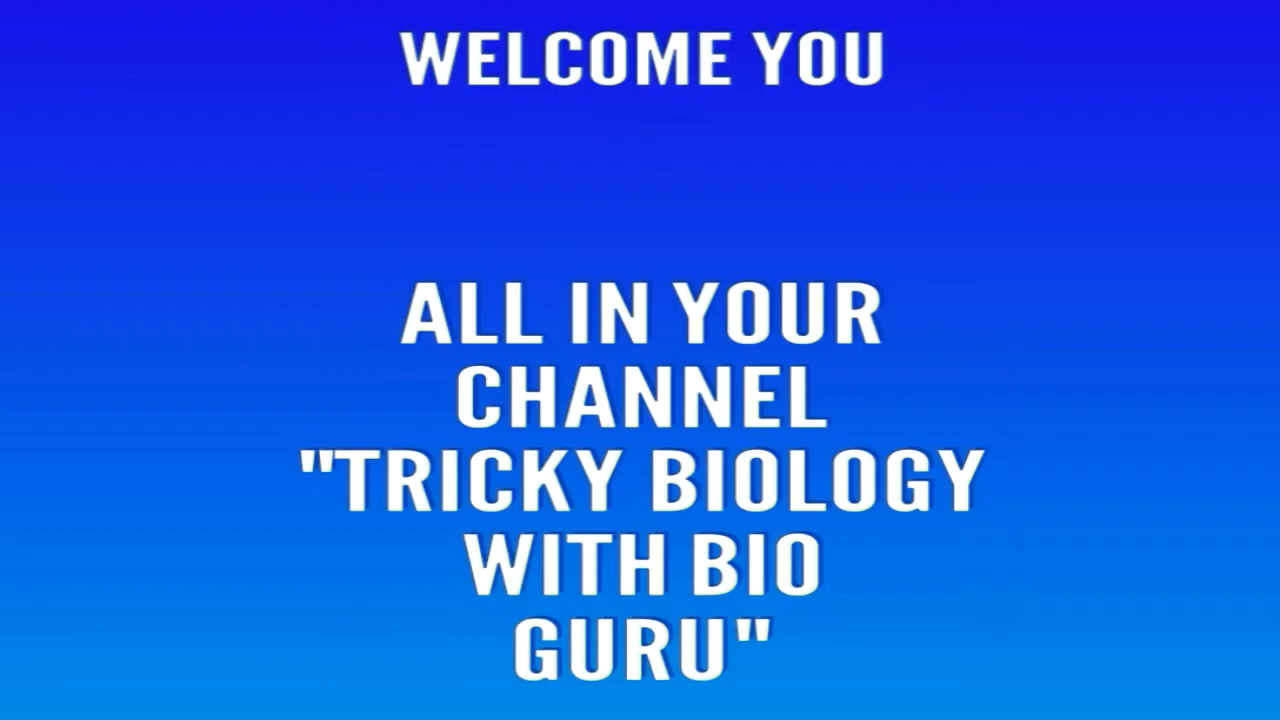 WELCOME YOU
ALL IN YOUR
CHANNEL
"TRICKY BIOLOGY
WITH BIO
GURU"